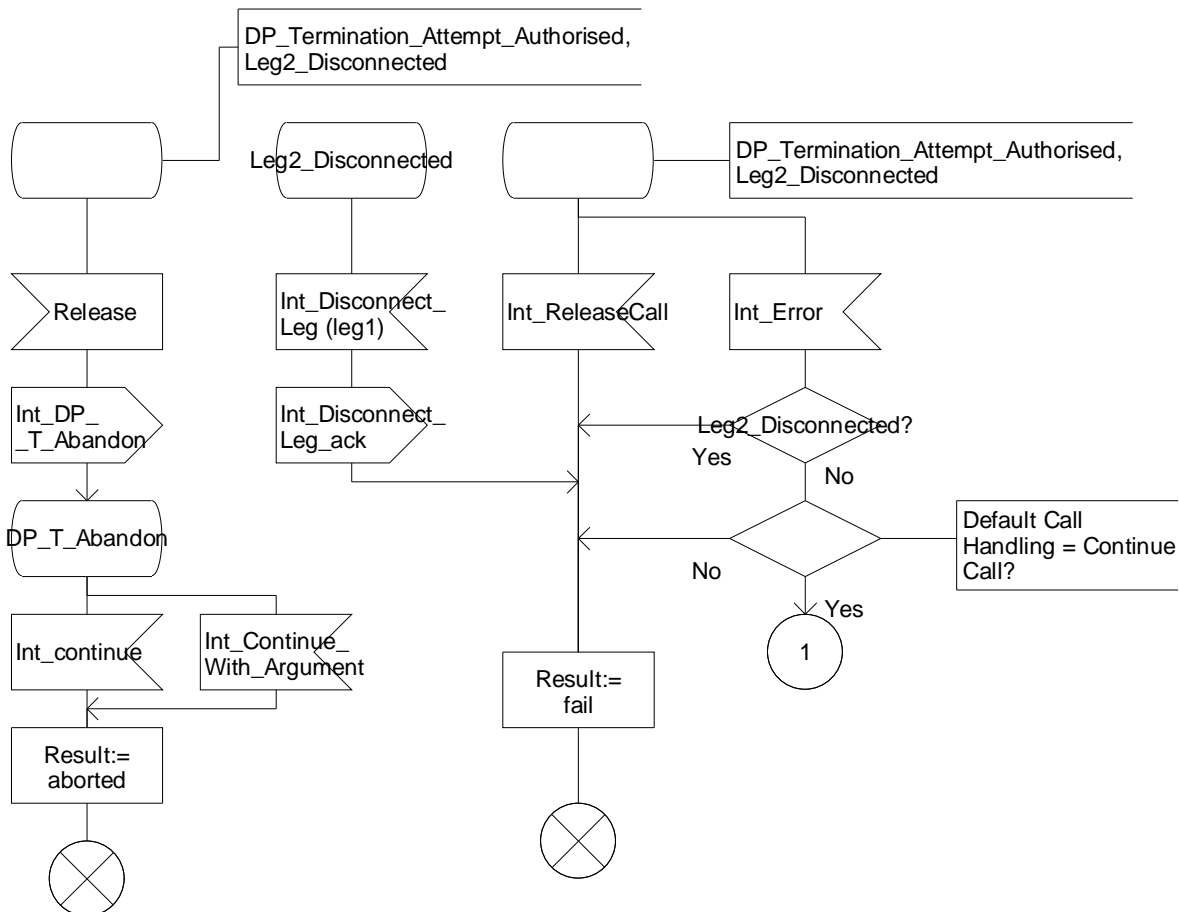 DP_Termination_Attempt_Authorised,
Leg2_Disconnected
Leg2_Disconnected
DP_Termination_Attempt_Authorised,
Leg2_Disconnected
Release
Int_Disconnect_
Leg (leg1)
Int_ReleaseCall
Int_Error
Int_DP_
_T_Abandon
Int_Disconnect_
Leg_ack
Leg2_Disconnected?
Yes
No
DP_T_Abandon
Default Call
Handling = Continue
Call?
No
Yes
Int_continue
Int_Continue_
With_Argument
1
Result:=
fail
Result:=
aborted